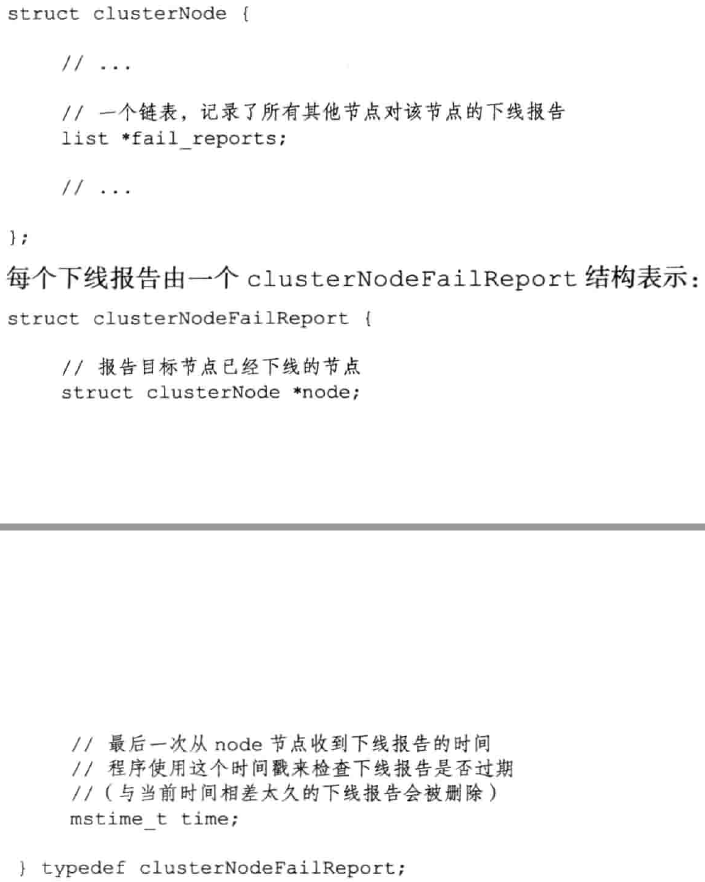 struct clusterNode {
// ...
// 一个链表，记录了所有其他节点对该节点的下线报告
list *fail_reports;
// ...
};
每个下线报告由一个 clusterNodeFailReport 结构表示：
struct clusterNodeFailReport {
// 报告目标节点已经下线的节点
struct clusterNode *node;
// 最后一次从 node 节点收到下线报告的时间
// 程序使用这个时间戳来检查下线报告是否过期
// （与当前时间相差太久的下线报告会被删除）
mstime_t time;
} typedef clusterNodeFailReport;